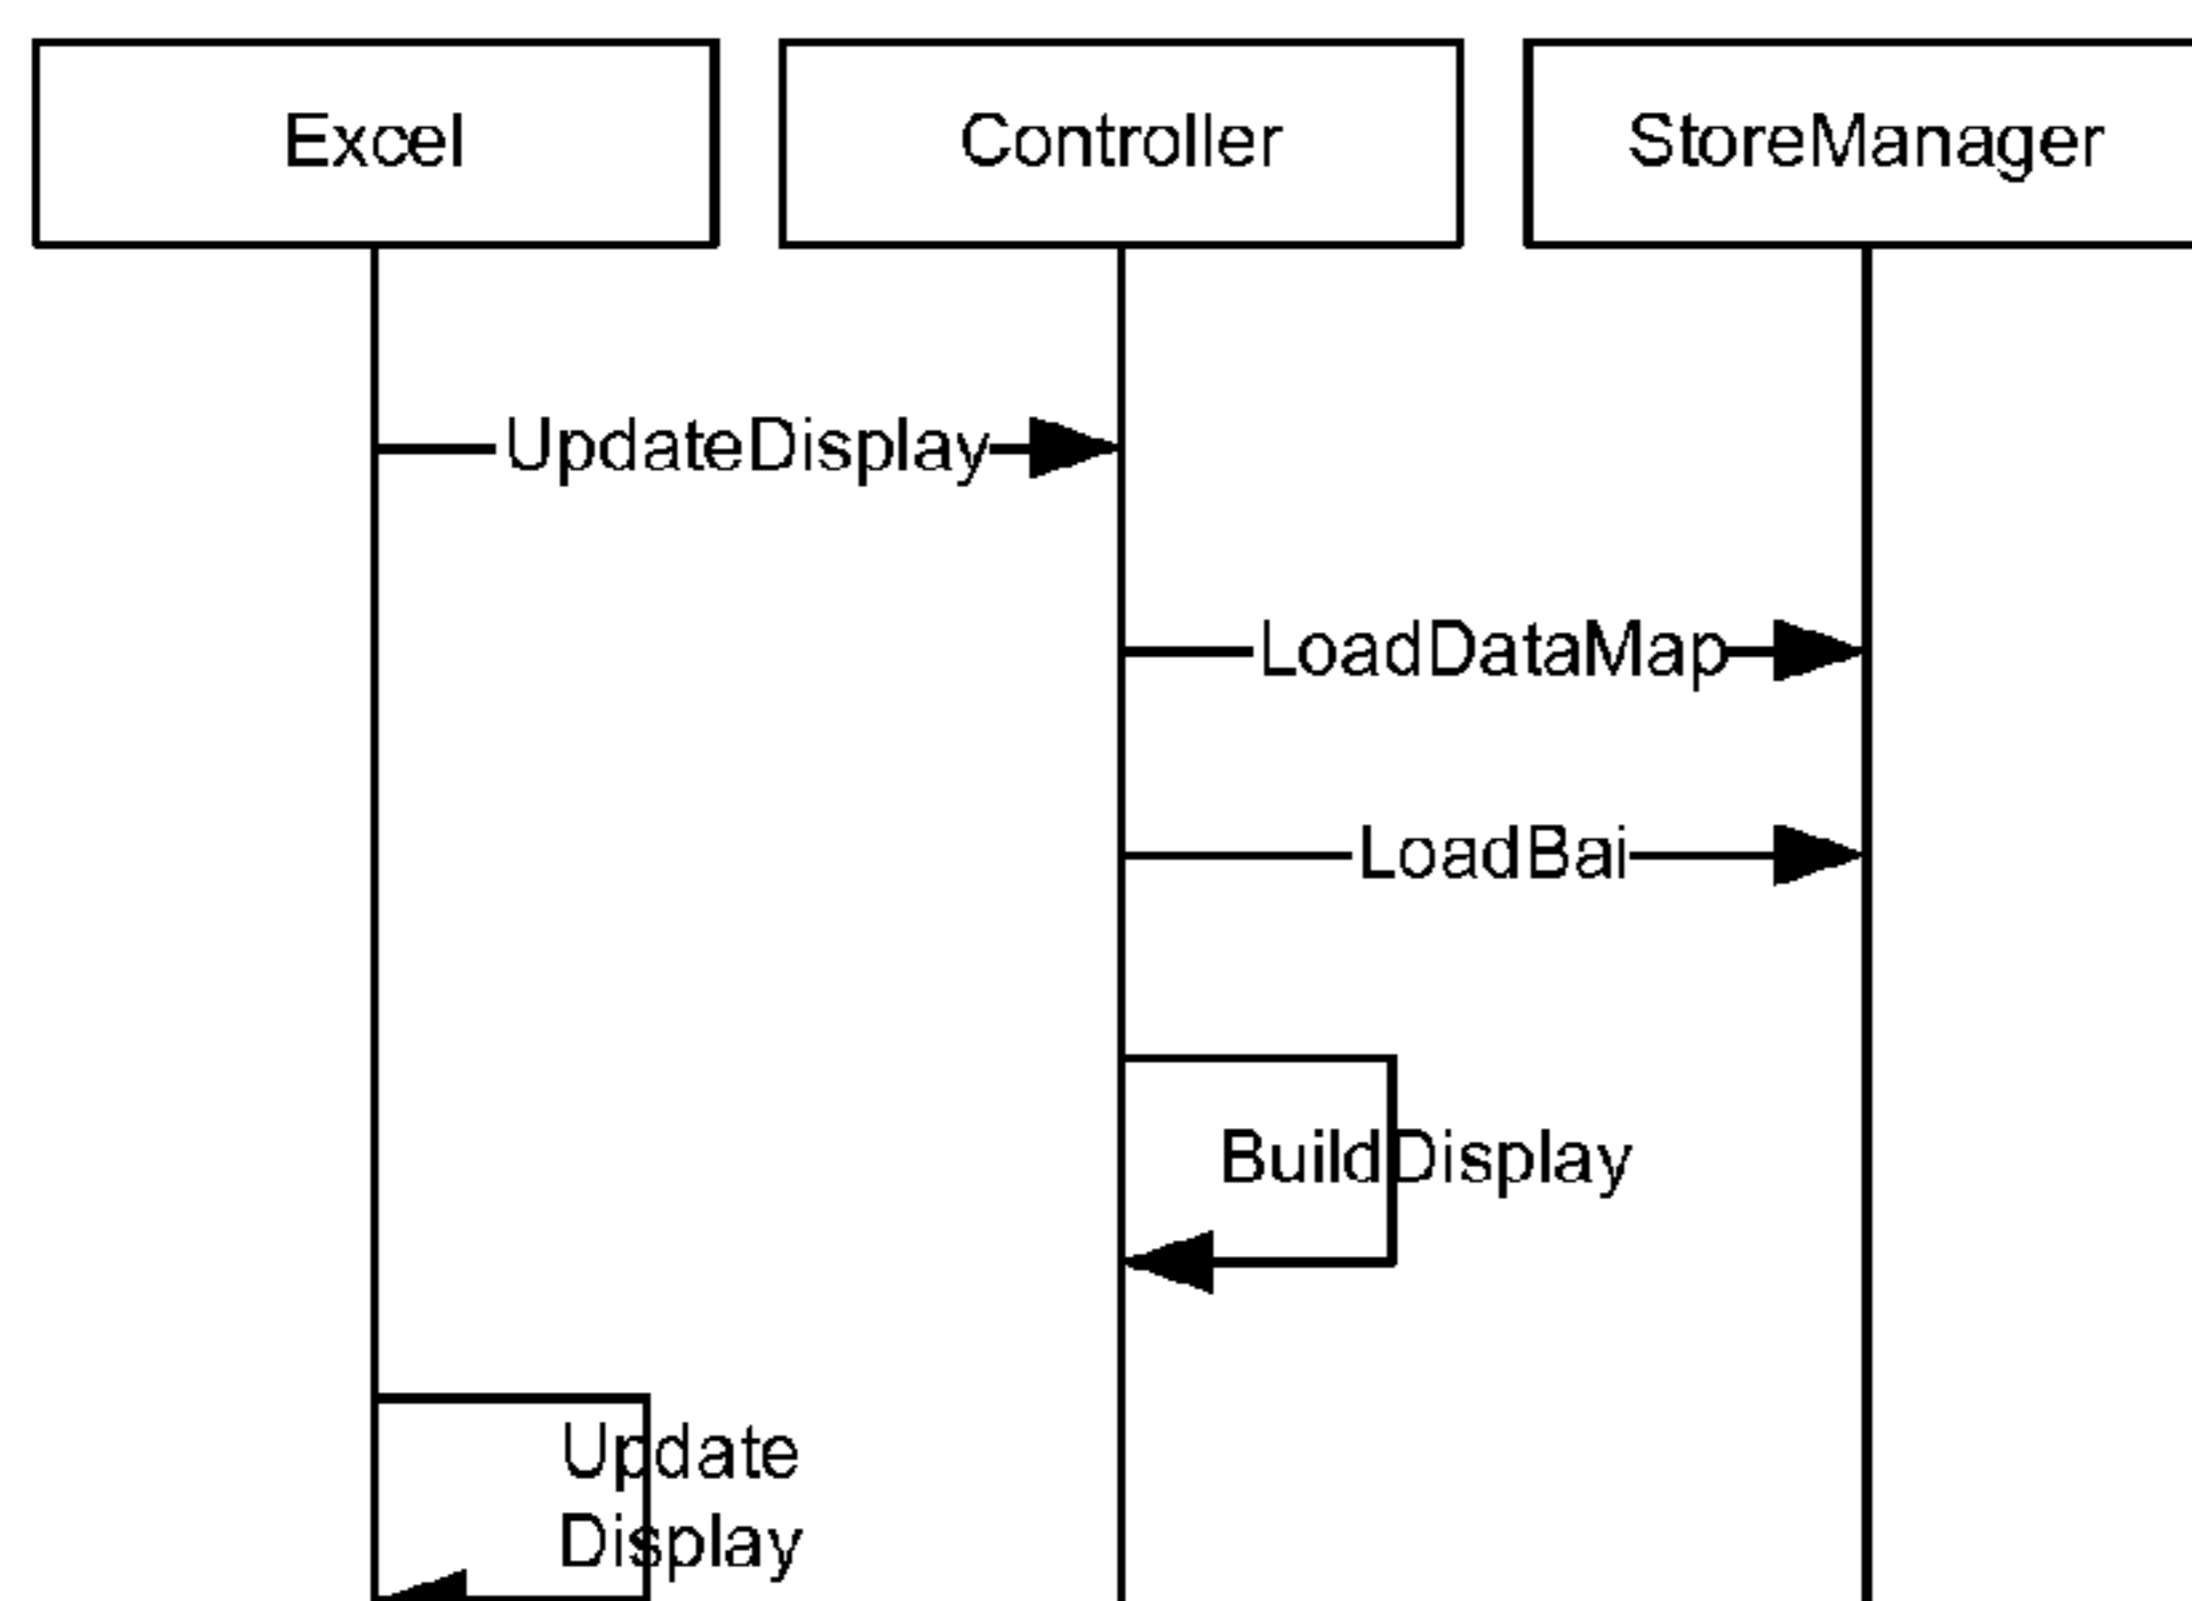 Excel
Controller
StoreManager
UpdateDisplay
LoadDataMap
LoadBai
BuildDisplay
Update
Display